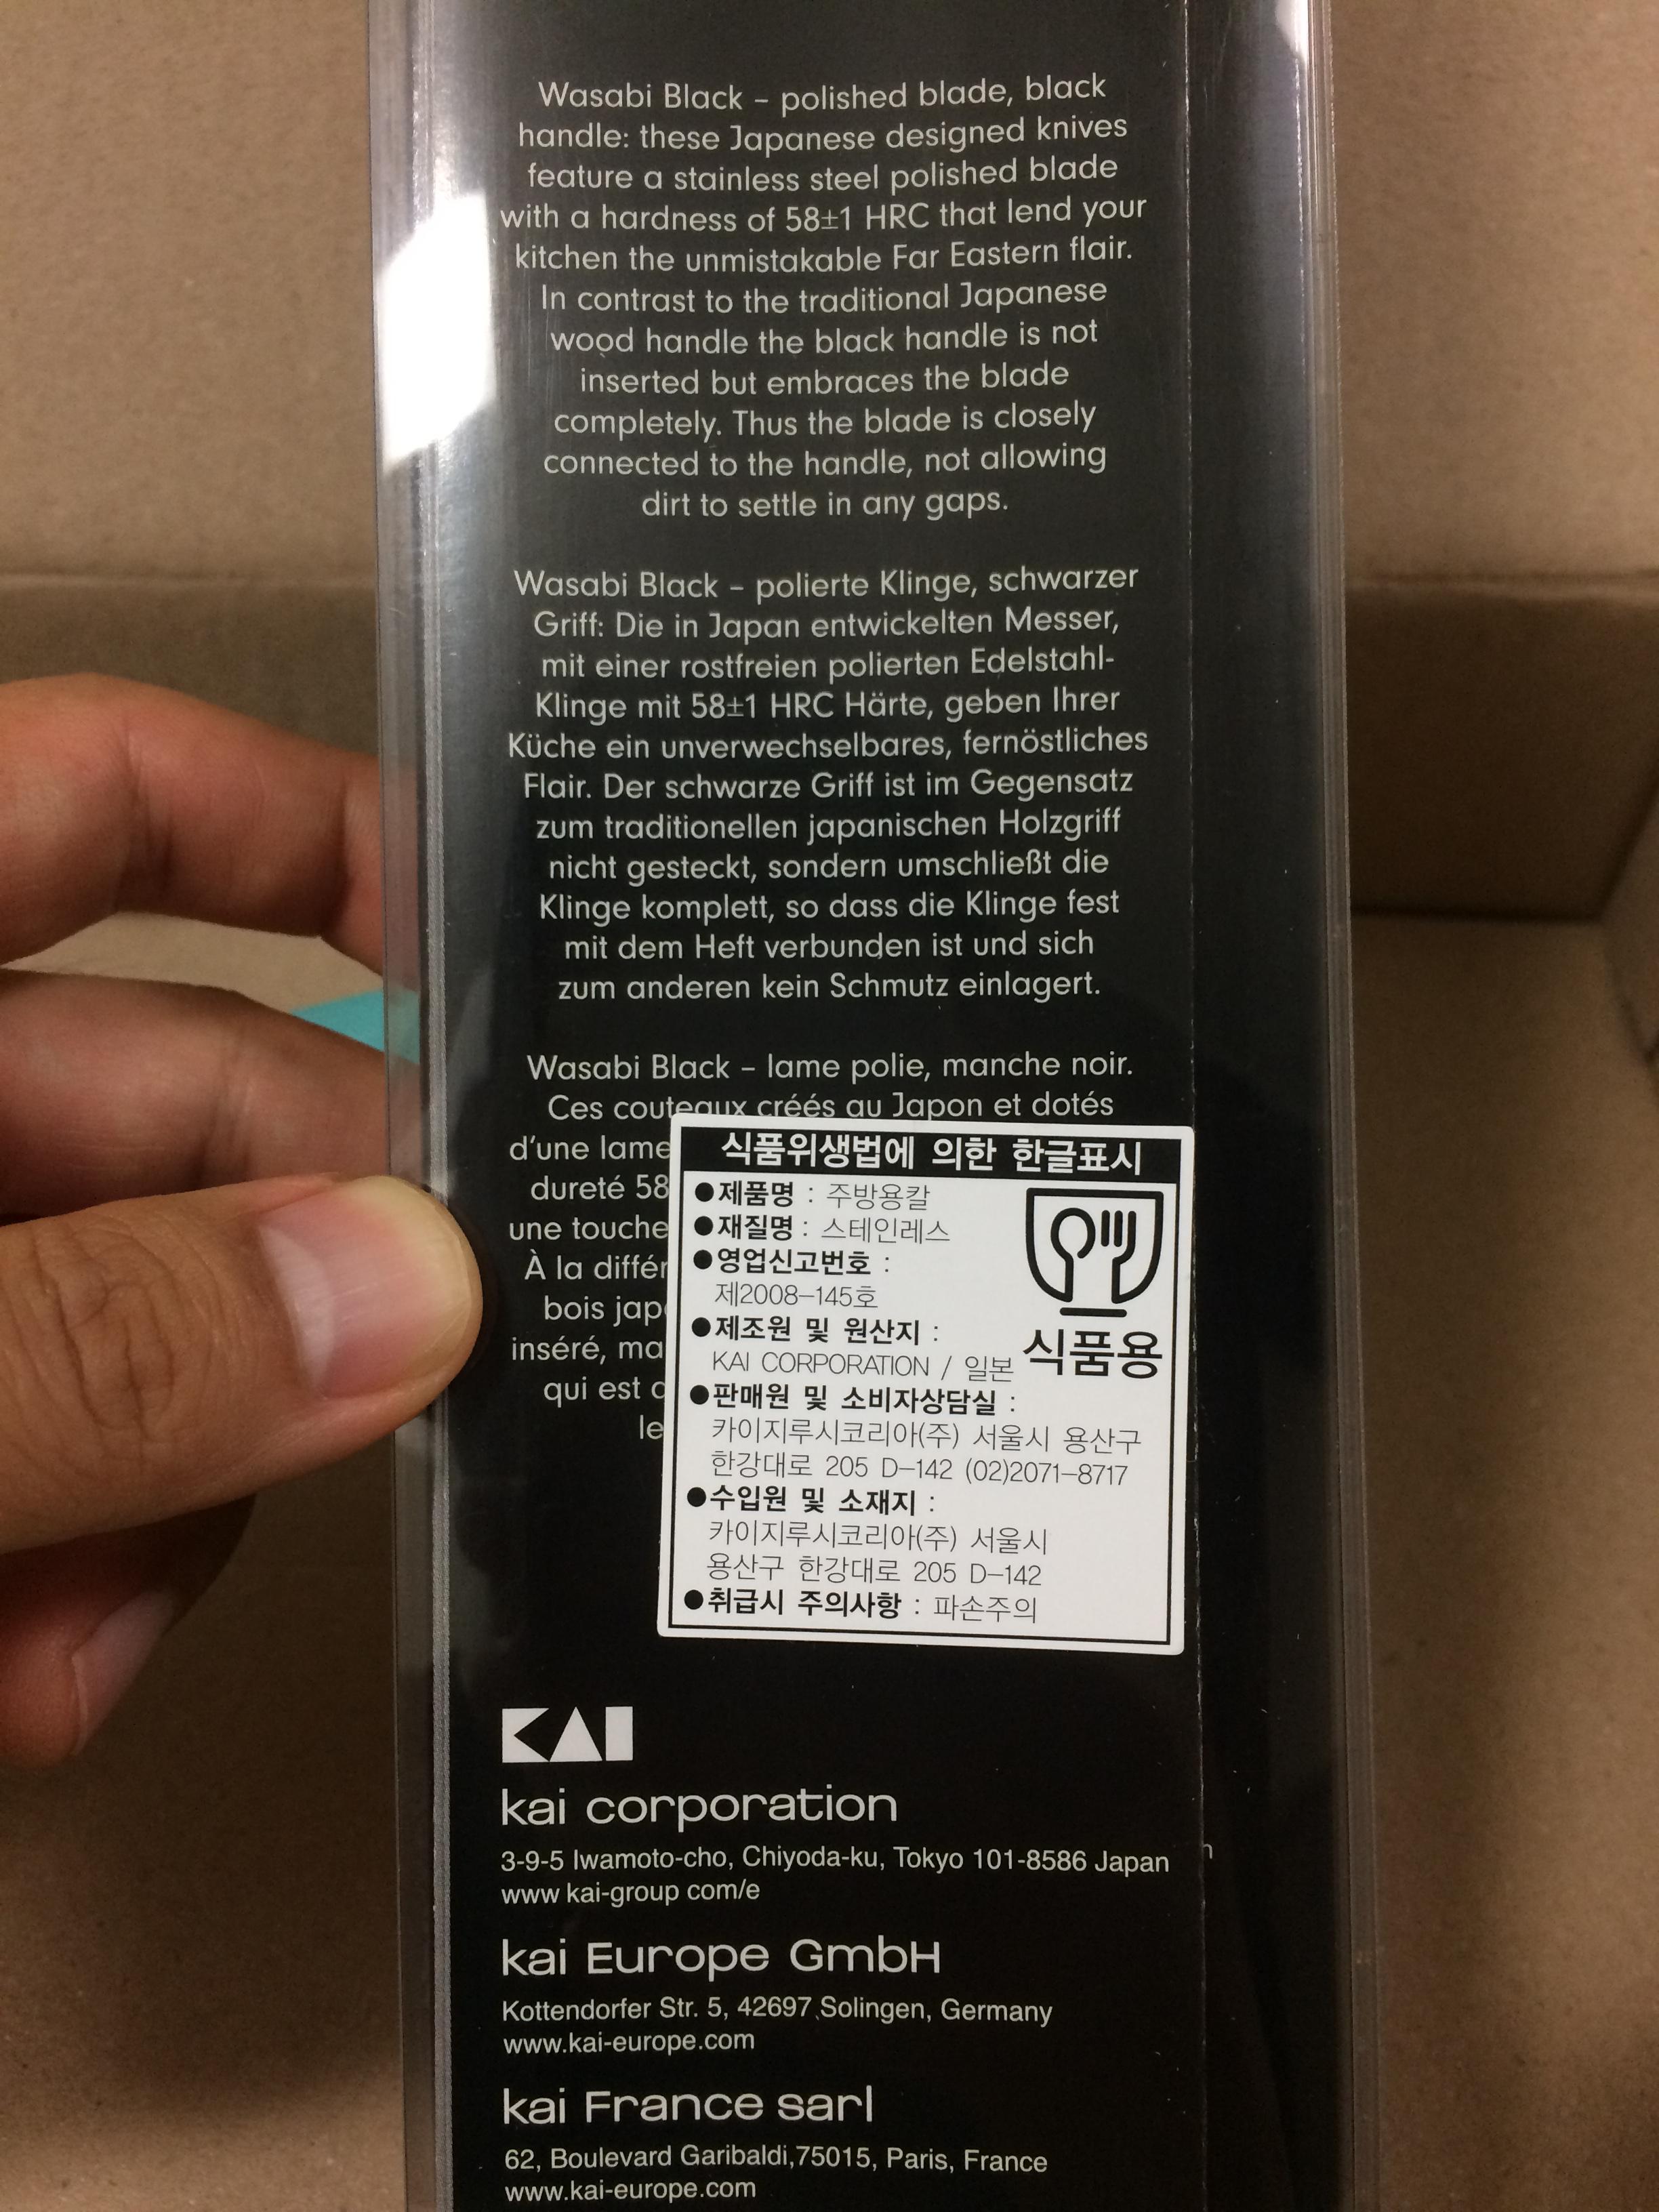 Wasabi Black – polished blade, black
handle: these Japanese designed knives
feature a stainless steel polished blade
with a hardness of 58±1 HRC that lend your
kitchen the unmistakable Far Eastern flair.
In contrast to the traditional Japanese
wood handle the black handle is not
inserted but embraces the blade
completely. Thus the blade is closely
connected to the handle, not allowing
dirt to settle in any gaps.
Wasabi Black – polierte Klinge, schwarzer
Griff: Die in Japan entwickelten Messer,
mit einer rostfreien polierten Edelstahl-
Klinge mit 58±1 HRC Härte, geben Ihrer
Küche ein unverwechselbares, fernöstliches
Flair. Der schwarze Griff ist im Gegensatz
zum traditionellen japanischen Holzgriff
nicht gesteckt, sondern umschließt die
Klinge komplett, so dass die Klinge fest
mit dem Heft verbunden ist und sich
zum anderen kein Schmutz einlagert.
Wasabi Black – lame polie, manche noir.
Ces couteaux créés au Japon et dotés
d'une lame
dureté 58
une touche
À la
bois
inséré,
qui est
식품위생법에 의한 한글표시
●제품명 : 주방용칼
●재질명 : 스테인레스
●영업신고번호 :
제2008-145호
●제조원 및 원산지 :
KAI CORPORATION / 일본
식품용
●판매원 및 소비자상담실 :
카이지루시코리아(주) 서울시 용산구
한강대로 205 D-142 (02)2071-8717
●수입원 및 소재지 :
카이지루시코리아(주) 서울시
용산구 한강대로 205 D-142
●취급시 주의사항 : 파손주의
KAI
kai corporation
3-9-5 Iwamoto-cho, Chiyoda-ku, Tokyo 101-8586 Japan
www kai-group com/e
kai Europe GmbH
Kottendorfer Str. 5, 42697 Solingen, Germany
www.kai-europe.com
kai France sarl
62, Boulevard Garibaldi,75015, Paris, France
www.kai-europe.com